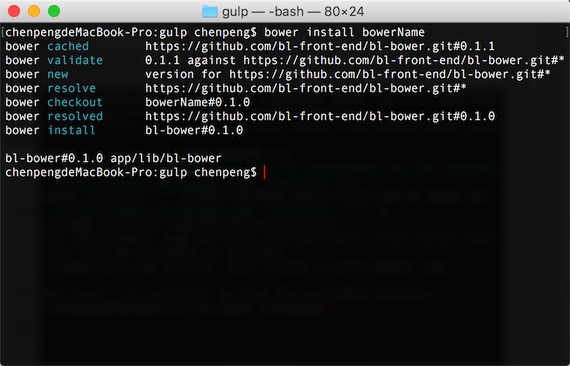 gulp — -bash — 80×24
[chenpengdeMacBook-Pro:gulp chenpeng$ bower install bowerName ]
bower cached https://github.com/bl-front-end/bl-bower.git#0.1.1
bower validate 0.1.1 against https://github.com/bl-front-end/bl-bower.git#*
bower new version for https://github.com/bl-front-end/bl-bower.git#*
bower resolve https://github.com/bl-front-end/bl-bower.git#*
bower checkout bowerName#0.1.0
bower resolved https://github.com/bl-front-end/bl-bower.git#0.1.0
bower install bl-bower#0.1.0
bl-bower#0.1.0 app/lib/bl-bower
chenpengdeMacBook-Pro:gulp chenpeng$